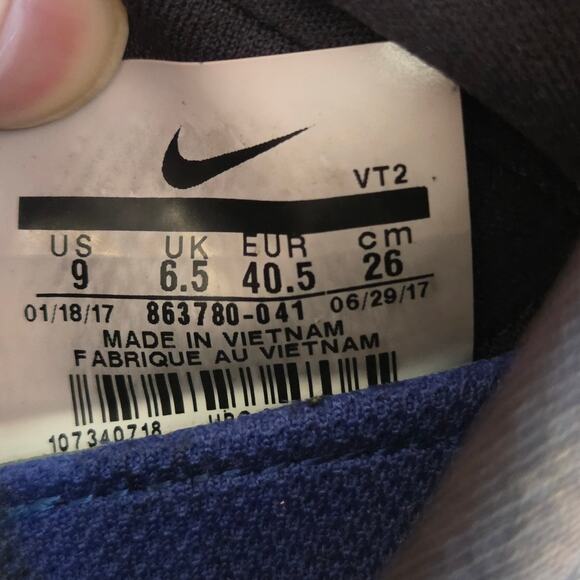 VT2
US UK EUR cm
9 6.5 40.5 26
01/18/17 863780-041 06/29/17
MADE IN VIETNAM
FABRIQUE AU VIETNAM
107340718